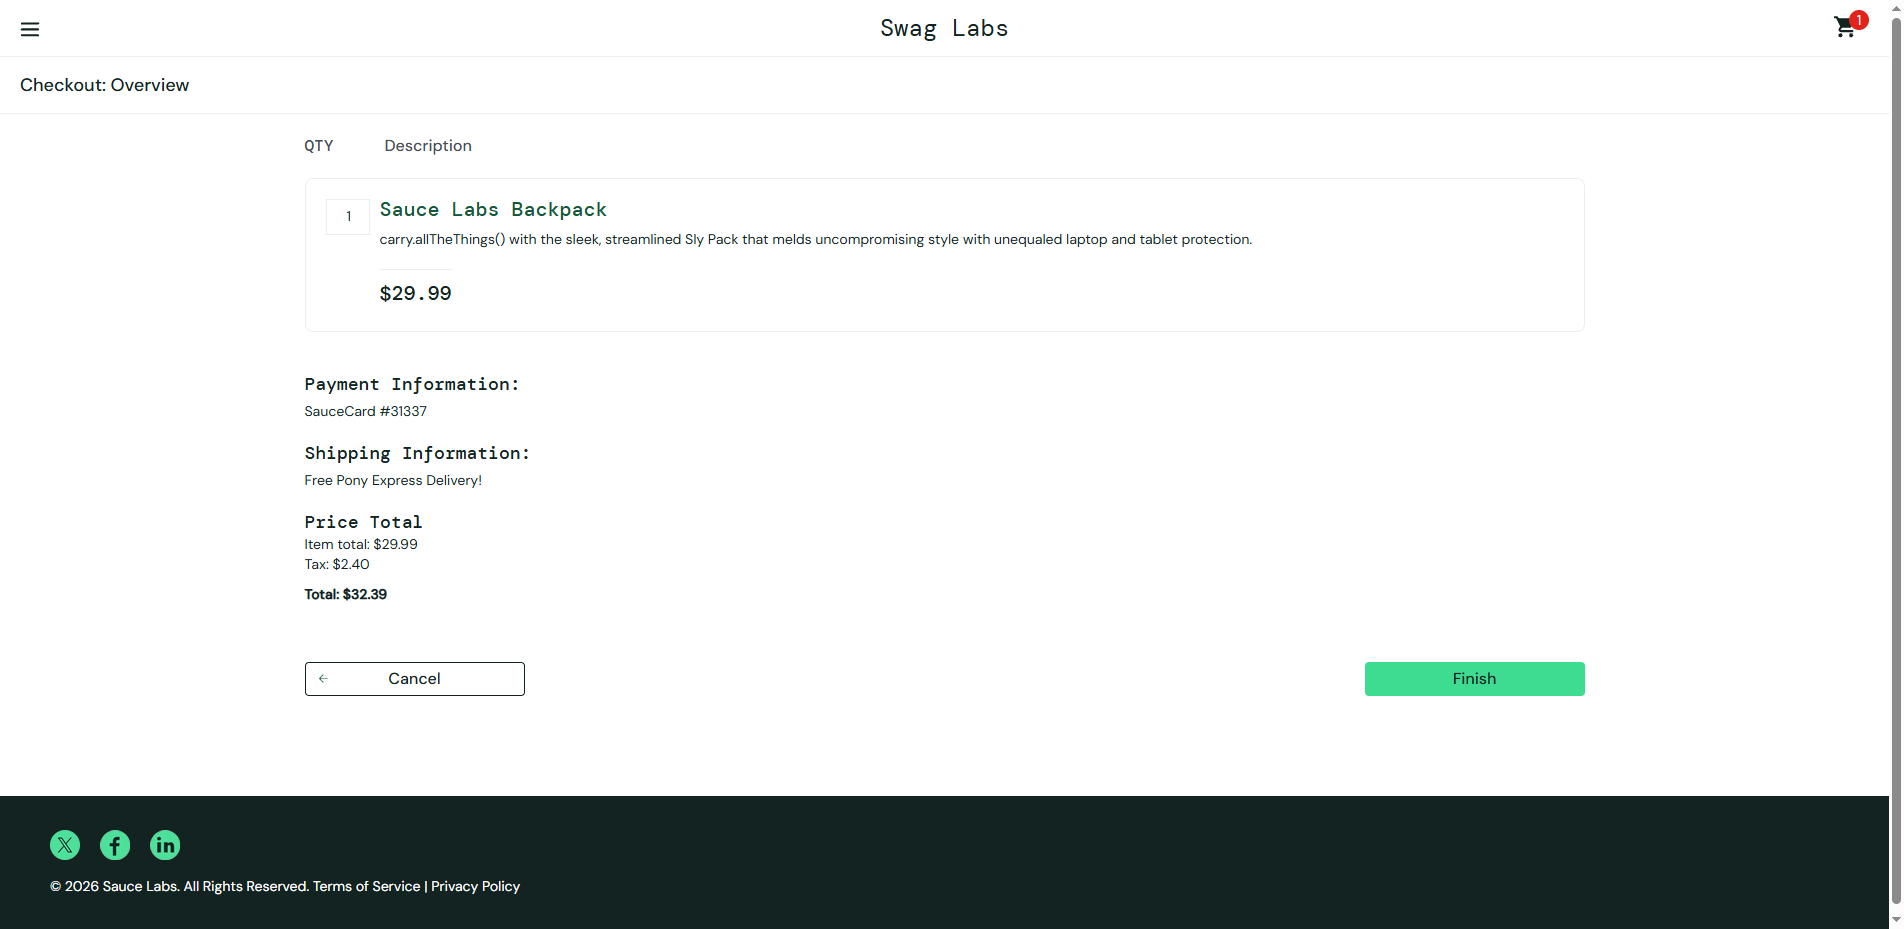 Swag Labs
1
Checkout: Overview
QTY Description
1
Sauce Labs Backpack
carry.allTheThings() with the sleek, streamlined Sly Pack that melds uncompromising style with unequaled laptop and tablet protection.
$29.99
Payment Information:
SauceCard #31337
Shipping Information:
Free Pony Express Delivery!
Price Total
Item total: $29.99
Tax: $2.40
Total: $32.39
Cancel
Finish
© 2026 Sauce Labs. All Rights Reserved. Terms of Service | Privacy Policy